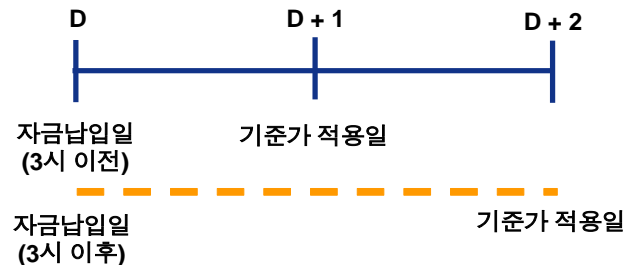 D
D + 1
D + 2
자금납입일
(3시 이전)
기준가 적용일
자금납입일
(3시 이후)
기준가 적용일